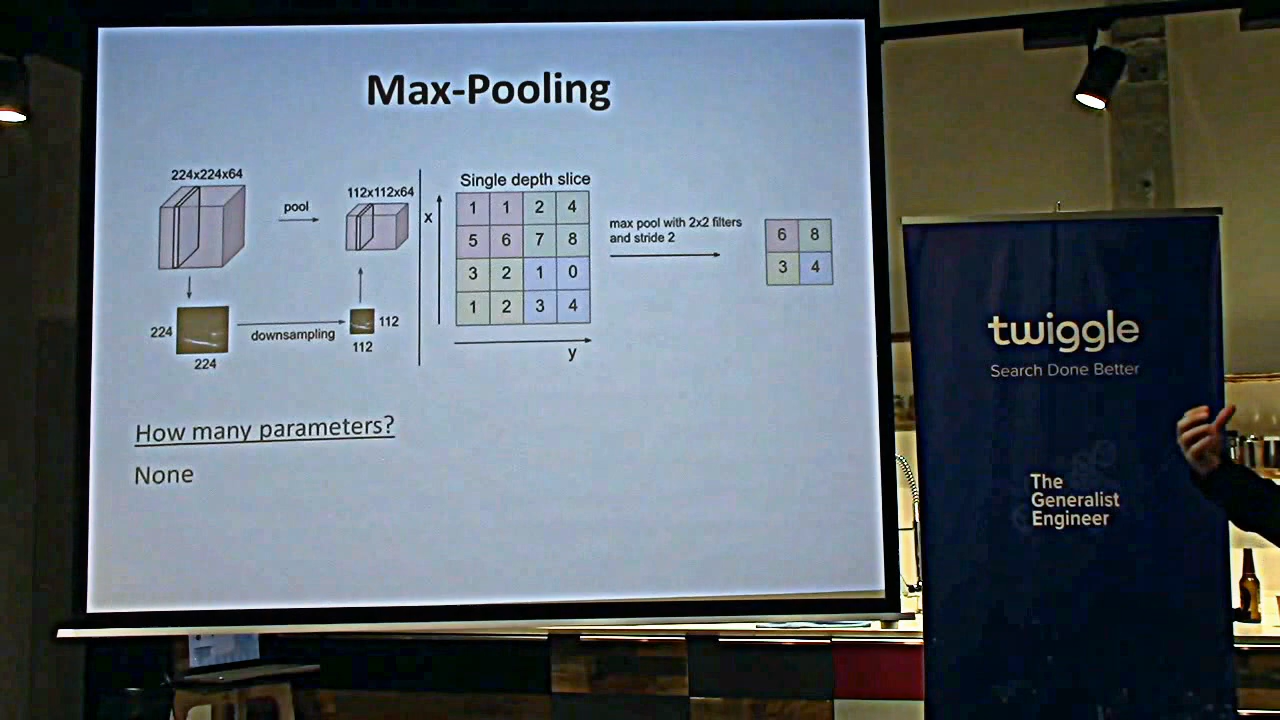 Max-Pooling
224x224x64
pool
112x112x64
224
224
downsampling
112
112
Single depth slice
x
1 1 2 4
5 6 7 8
3 2 1 0
1 2 3 4
y
max pool with 2x2 filters
and stride 2
6 8
3 4
How many parameters?
None
twiggle
Search Done Better
The
Generalist
Engineer